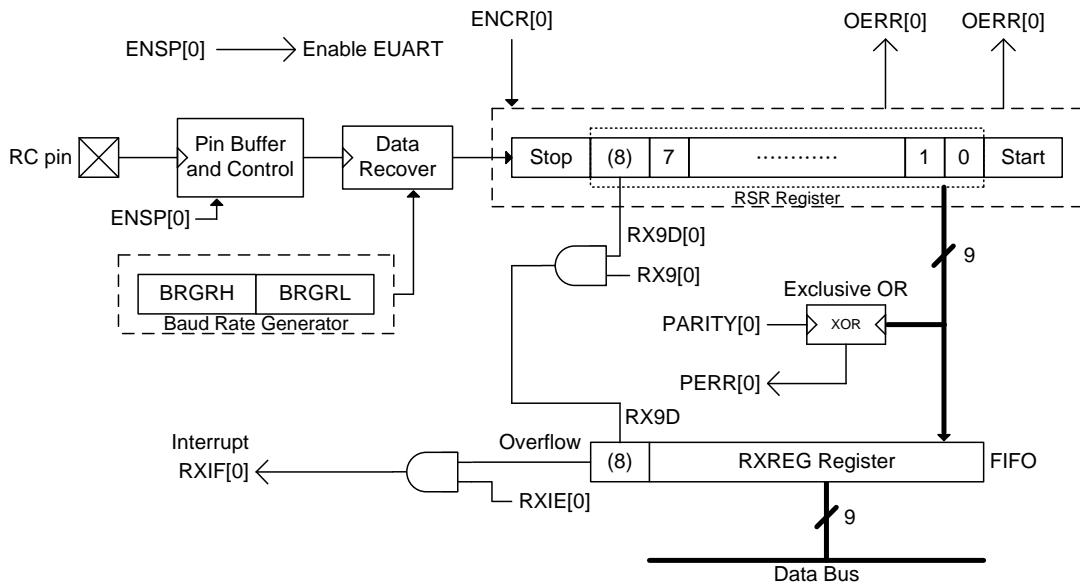 ENCR[0]
OERR[0]
OERR[0]
ENSP[0]
Enable EUART
RC pin
Pin Buffer
and Control
Data
Recover
Stop
(8)
7
............
1
0
Start
RSR Register
ENSP[0]
RX9D[0]
RX9[0]
9
BRGRH
BRGRL
Baud Rate Generator
Exclusive OR
PARITY[0]
XOR
PERR[0]
RX9D
Interrupt
RXIF[0]
Overflow
(8)
RXREG Register
FIFO
RXIE[0]
9
Data Bus